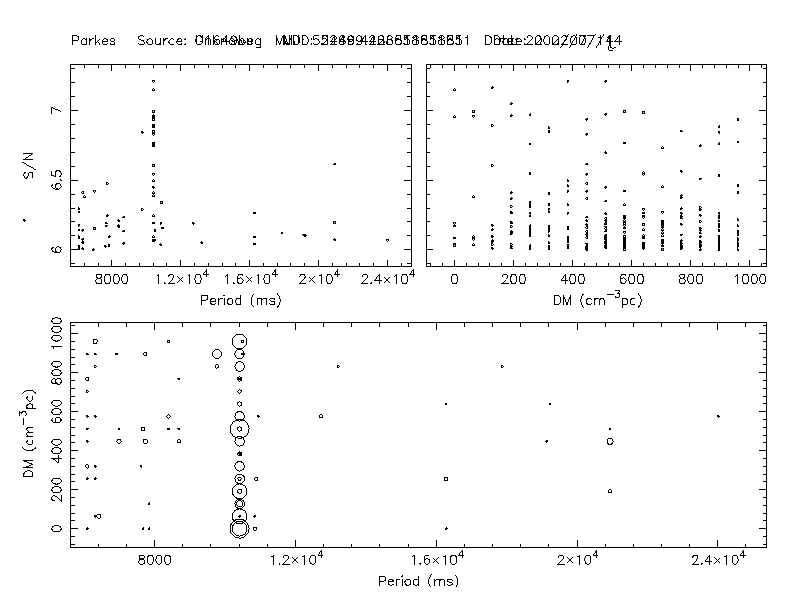 Parkes Source:
7
6.5
6
S/N
8000 1.2×10⁴ 1.6×10⁴ 2×10⁴ 2.4×10⁴
Period (ms)
0 200 400 600 800 1000
DM (cm⁻³pc)
1000
800
600
400
200
0
DM (cm⁻³pc)
8000 1.2×10⁴ 1.6×10⁴ 2×10⁴ 2.4×10⁴
Period (ms)